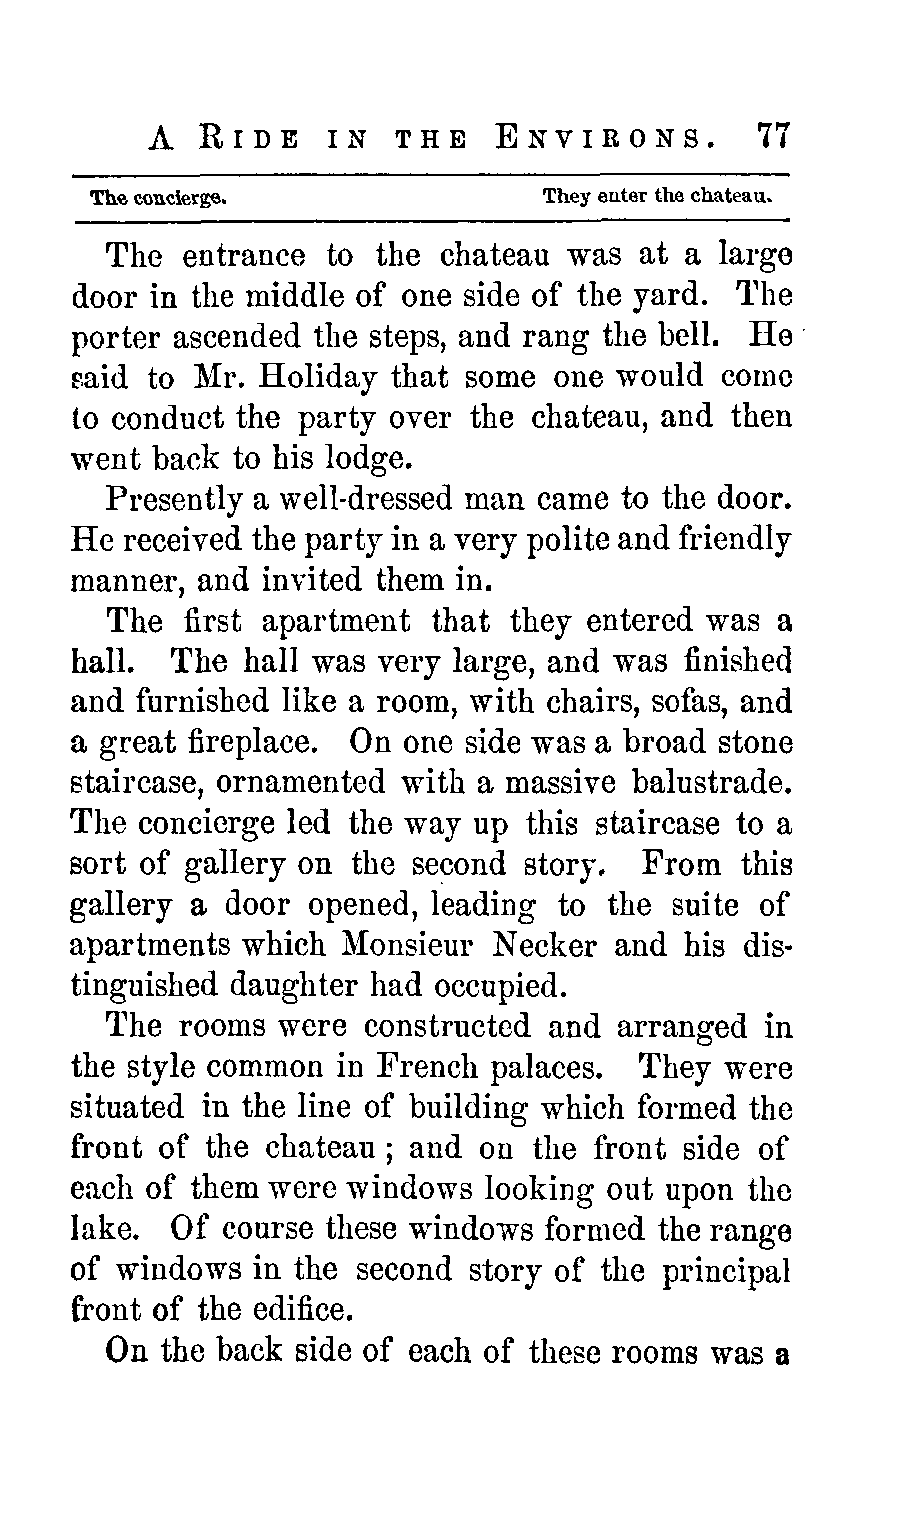 A RIDE IN THE ENVIRONS. 77
The concierge. They enter the chateau.
The entrance to the chateau was at a large
door in the middle of one side of the yard. The
porter ascended the steps, and rang the bell. He
said to Mr. Holiday that some one would come
to conduct the party over the chateau, and then
went back to his lodge.
Presently a well-dressed man came to the door.
He received the party in a very polite and friendly
manner, and invited them in.
The first apartment that they entered was a
hall. The hall was very large, and was finished
and furnished like a room, with chairs, sofas, and
a great fireplace. On one side was a broad stone
staircase, ornamented with a massive balustrade.
The concierge led the way up this staircase to a
sort of gallery on the second story. From this
gallery a door opened, leading to the suite of
apartments which Monsieur Necker and his dis-
tinguished daughter had occupied.
The rooms were constructed and arranged in
the style common in French palaces. They were
situated in the line of building which formed the
front of the chateau ; and on the front side of
each of them were windows looking out upon the
lake. Of course these windows formed the range
of windows in the second story of the principal
front of the edifice.
On the back side of each of these rooms was a